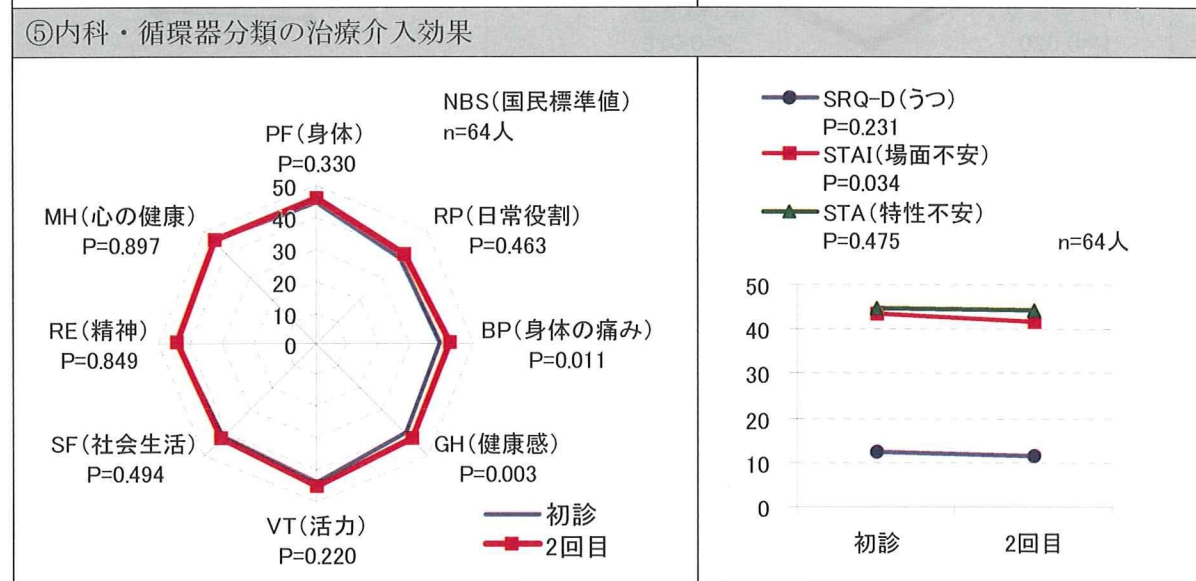 ⑤内科・循環器分類の治療介入効果
NBS(国民標準値)
n=64人
PF(身体)
P=0.330
RP(日常役割)
P=0.463
BP(身体の痛み)
P=0.011
GH(健康感)
P=0.003
VT(活力)
P=0.220
SF(社会生活)
P=0.494
RE(精神)
P=0.849
MH(心の健康)
P=0.897
50
40
30
20
10
0
初診
2回目
SRQ-D(うつ)
P=0.231
STAI(場面不安)
P=0.034
STA(特性不安)
P=0.475
n=64人
50
40
30
20
10
0
初診 2回目